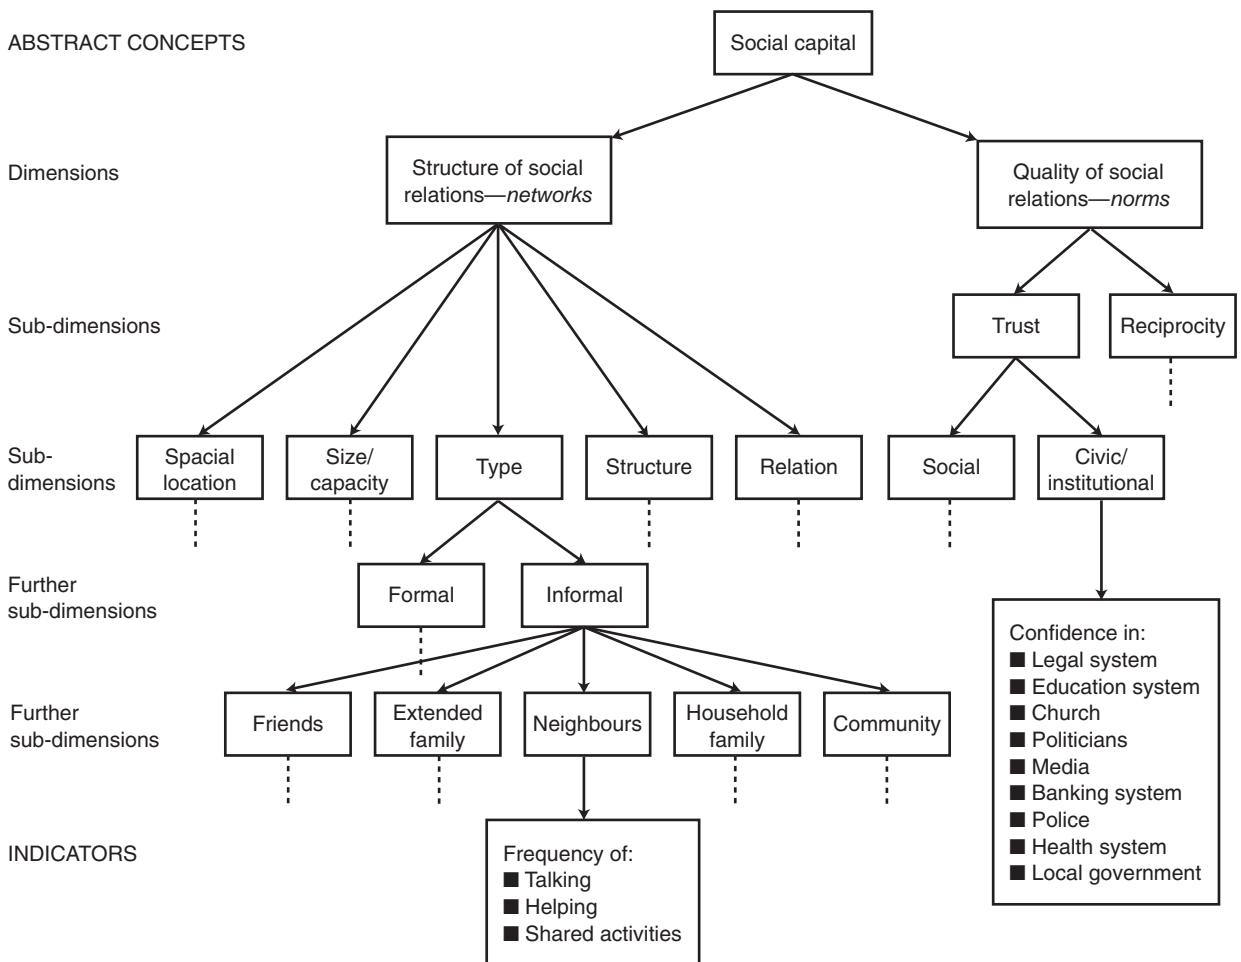 ABSTRACT CONCEPTS
Social capital
Dimensions
Structure of social
relations—networks
Quality of social
relations—norms
Sub-dimensions
Trust
Reciprocity
Sub-
dimensions
Spacial
location
Size/
capacity
Type
Structure
Relation
Social
Civic/
institutional
Further
sub-dimensions
Formal
Informal
Further
sub-dimensions
Friends
Extended
family
Neighbours
Household
family
Community
Confidence in:
■ Legal system
■ Education system
■ Church
■ Politicians
■ Media
■ Banking system
■ Police
■ Health system
■ Local government
INDICATORS
Frequency of:
■ Talking
■ Helping
■ Shared activities